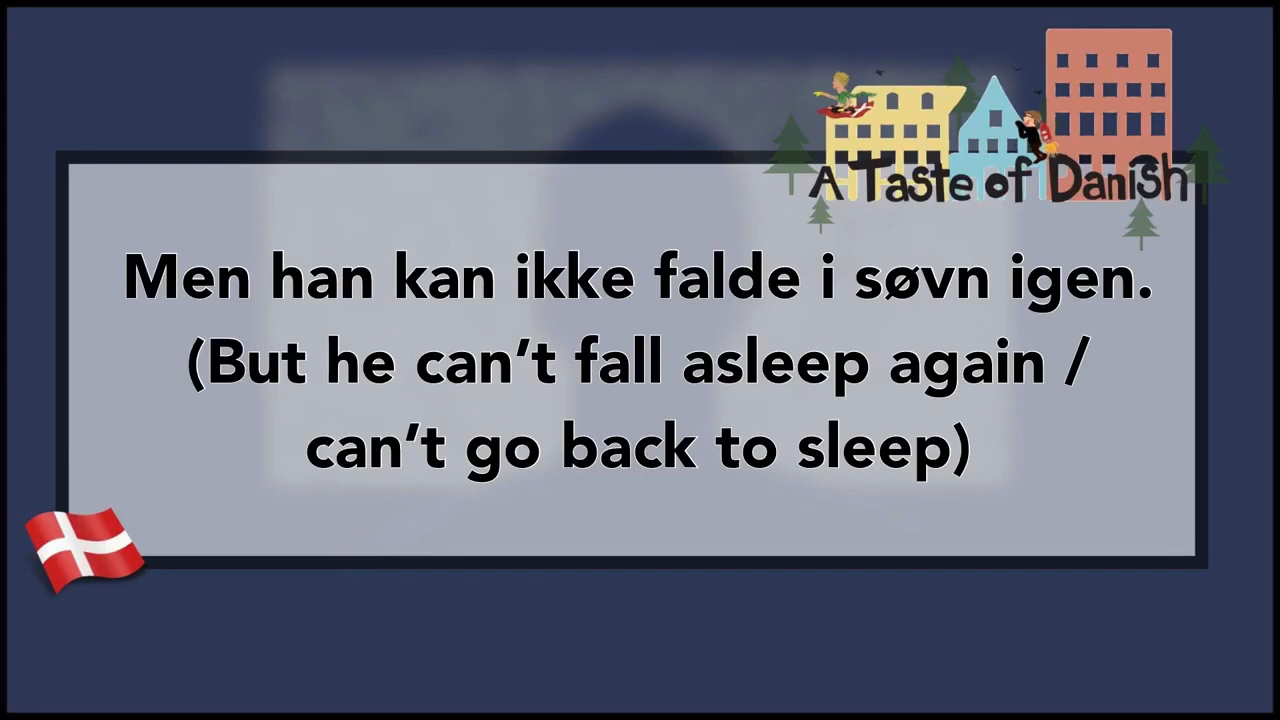 A Taste of Danish
Men han kan ikke falde i søvn igen.
(But he can’t fall asleep again /
can’t go back to sleep)